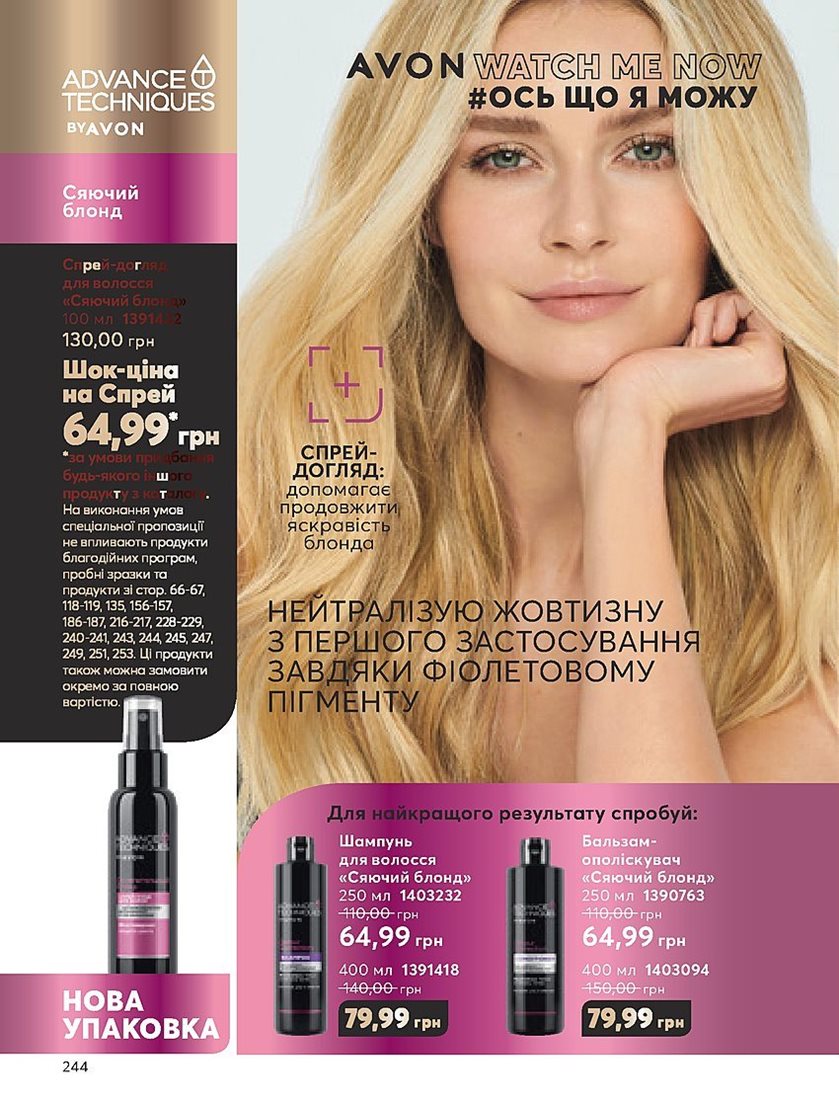 ADVANCE
TECHNIQUES
BY AVON
Сяючий
блонд
Спрей-догляд
для волосся
«Сяючий блонд»
100 мл
130,00 грн
Шок-ціна
на Спрей
64,99* грн
*за умови придбання
будь-якого іншого
продукту з каталогу.
На виконання умов
спеціальної пропозиції
не впливають продукти
благодійних програм,
пробні зразки та
продукти зі стор. 66-67,
118-119, 135, 156-157,
186-187, 216-217, 228-229,
240-241, 243, 244, 245, 247,
249, 251, 253. Ці продукти
також можна замовити
окремо за повною
вартістю.
НОВА
УПАКОВКА
244
AVON WATCH ME NOW
#ОСЬ ЩО Я МОЖУ
СПРЕЙ-
ДОГЛЯД:
допомагає
продовжити
яскравість
блонда
НЕЙТРАЛІЗУЮ ЖОВТИЗНУ
З ПЕРШОГО ЗАСТОСУВАННЯ
ЗАВДЯКИ ФІОЛЕТОВОМУ
ПІГМЕНТУ
Для найкращого результату спробуй:
Шампунь
для волосся
«Сяючий блонд»
250 мл 1403232
110,00 грн
64,99 грн
400 мл 1391418
140,00 грн
79,99 грн
Бальзам-
ополіскувач
«Сяючий блонд»
250 мл 1390763
110,00 грн
64,99 грн
400 мл 1403094
150,00 грн
79,99 грн
ADVANCE
TECHNIQUES
ADVANCE
TECHNIQUES
ADVANCE
TECHNIQUES